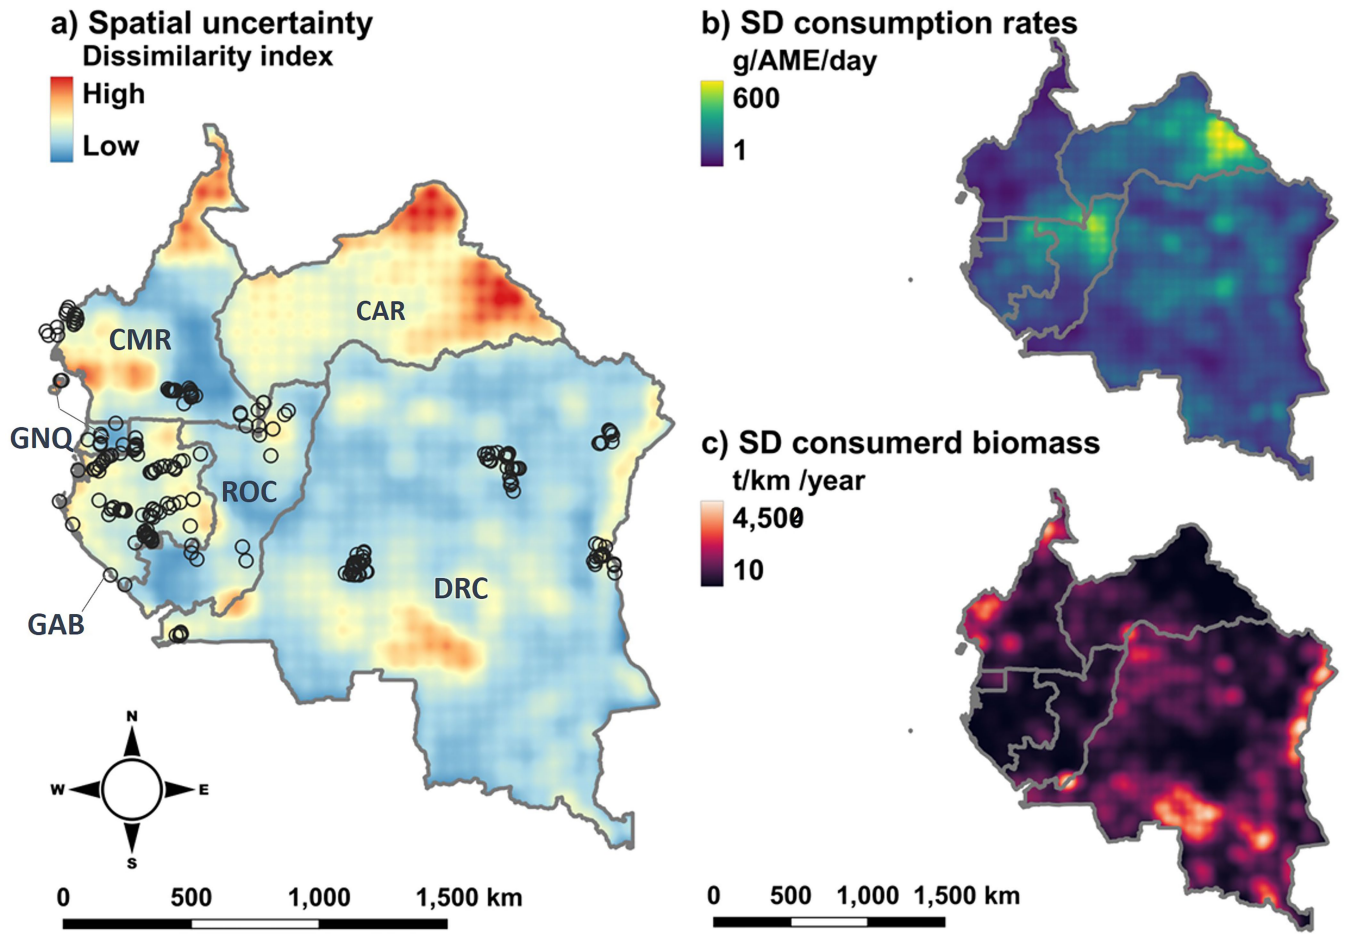 a) Spatial uncertainty
Dissimilarity index
High
Low
CMR
CAR
GNQ
ROC
DRC
GAB
N
W
E
S
0 500 1,000 1,500 km
b) SD consumption rates
g/AME/day
600
1
c) SD consumerd biomass
t/km /year
10
0 500 1,000 1,500 km